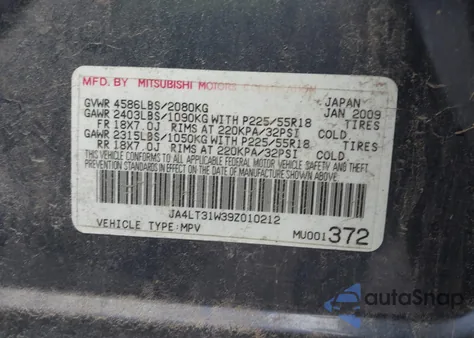 MFD. BY MITSUBISHI MOTORS CORPORATION
GVWR 4586LBS/2080KG JAPAN
GAWR 2403LBS/1090KG WITH P225/55R18 JAN 2009
FR 18X7.0J RIMS AT 220KPA/32PSI COLD TIRES
GAWR 2315LBS/1050KG WITH P225/55R18 TIRES
RR 18X7.0J RIMS AT 220KPA/32PSI COLD
THIS VEHICLE CONFORMS TO ALL APPLICABLE FEDERAL MOTOR VEHICLE SAFETY, BUMPER AND THEFT PREVENTION STANDARDS IN EFFECT ON THE DATE OF MANUFACTURE SHOWN ABOVE.
JA4LT31W39Z010212
VEHICLE TYPE:MPV MU001372
autoSnap